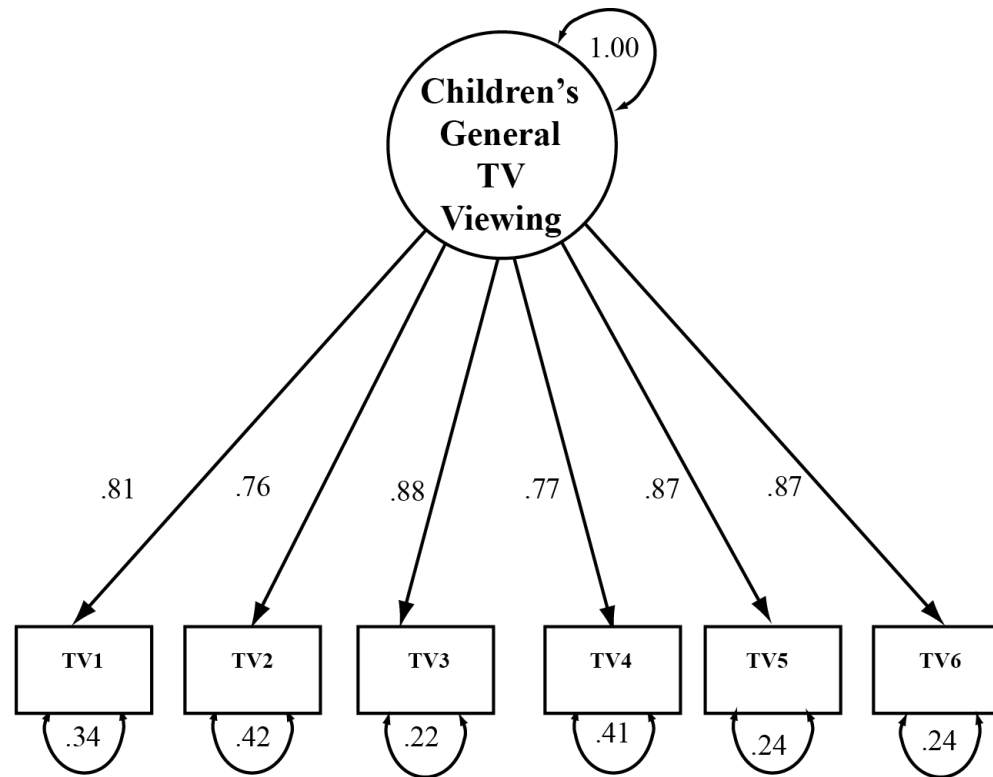 1.00
Children's
General
TV
Viewing
.81 .76 .88 .77 .87 .87
TV1 TV2 TV3 TV4 TV5 TV6
.34 .42 .22 .41 .24 .24